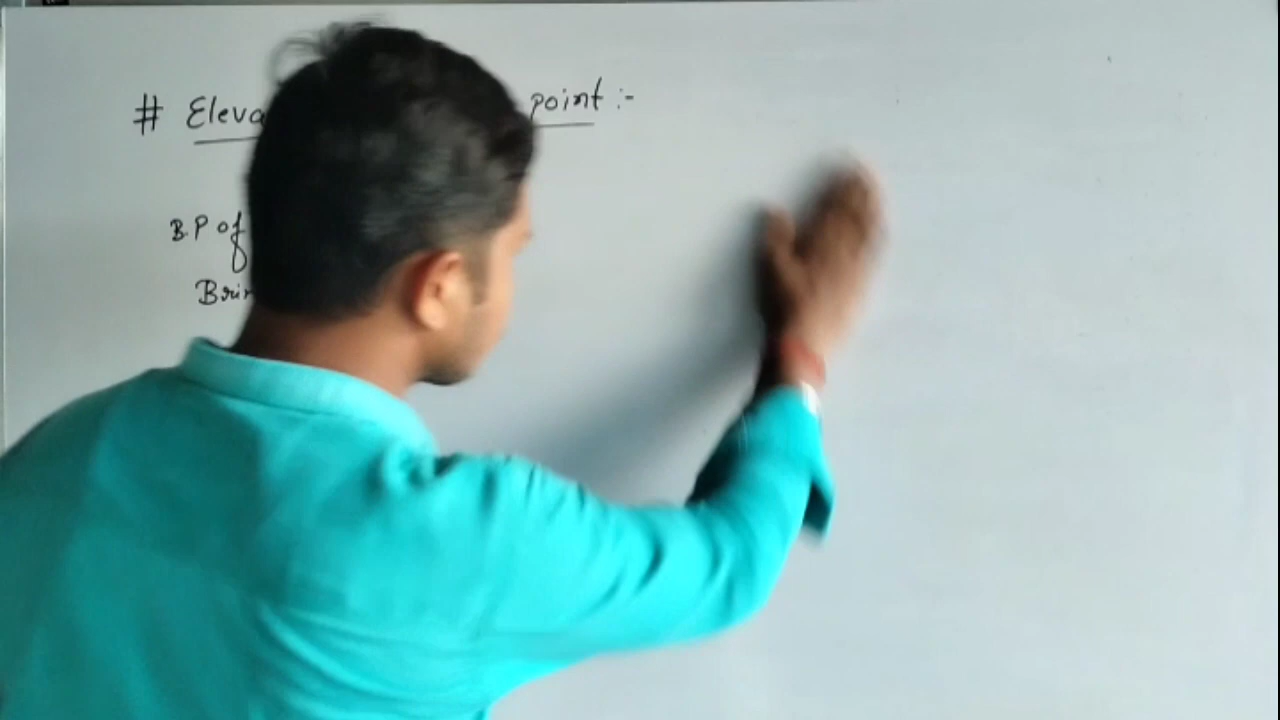 # Eleva point :-
B.P of
Brin